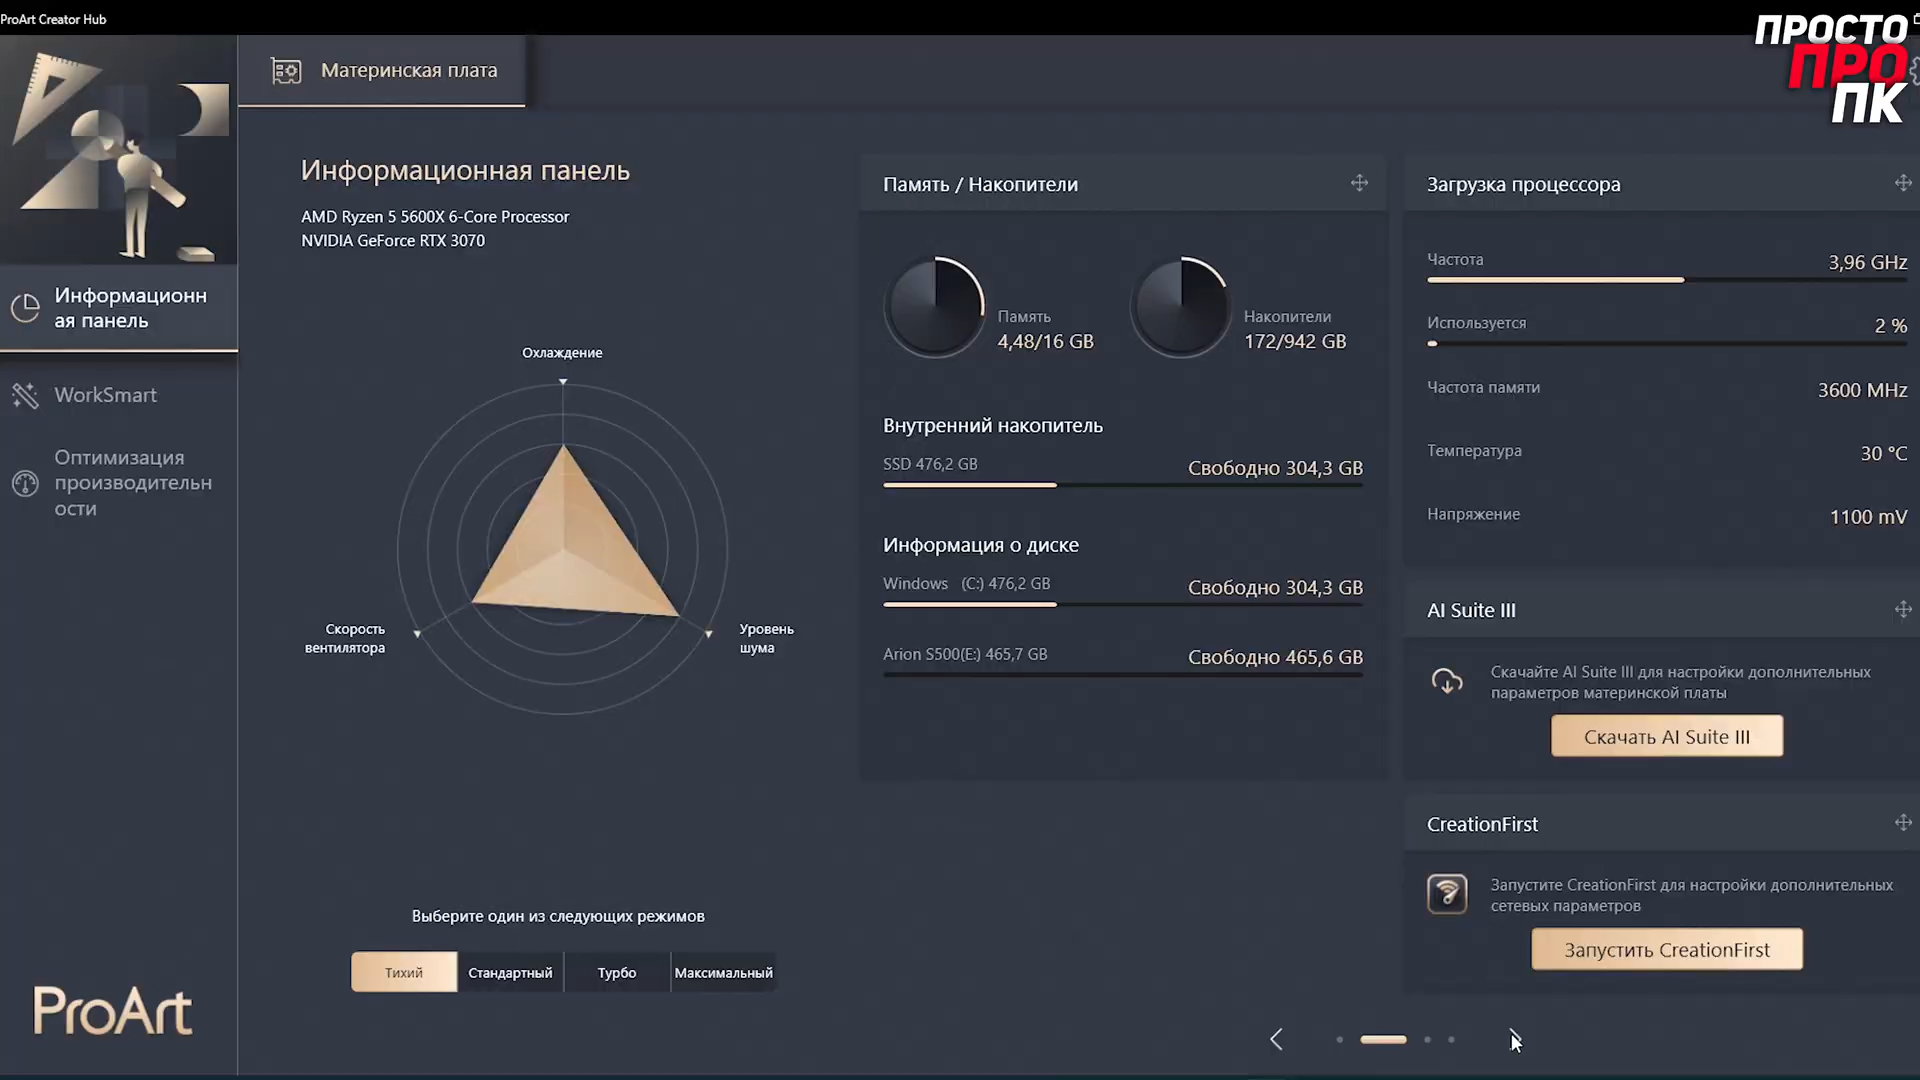 ProArt Creator Hub
ПРОСТО
ПРО
ПК
Материнская плата
Информационн
ая панель
WorkSmart
Оптимизация
производительн
ости
ProArt
Информационная панель
AMD Ryzen 5 5600X 6-Core Processor
NVIDIA GeForce RTX 3070
Охлаждение
Скорость
вентилятора
Уровень
шума
Выберите один из следующих режимов
Тихий
Стандартный
Турбо
Максимальный
Память / Накопители
Память
4,48/16 GB
Накопители
172/942 GB
Внутренний накопитель
SSD 476,2 GB
Свободно 304,3 GB
Информация о диске
Windows (C:) 476,2 GB
Свободно 304,3 GB
Arion S500(E:) 465,7 GB
Свободно 465,6 GB
Загрузка процессора
Частота
3,96 GHz
Используется
2 %
Частота памяти
3600 MHz
Температура
30 °C
Напряжение
1100 mV
AI Suite III
Скачайте AI Suite III для настройки дополнительных
параметров материнской платы
Скачать AI Suite III
CreationFirst
Запустите CreationFirst для настройки дополнительных
сетевых параметров
Запустить CreationFirst